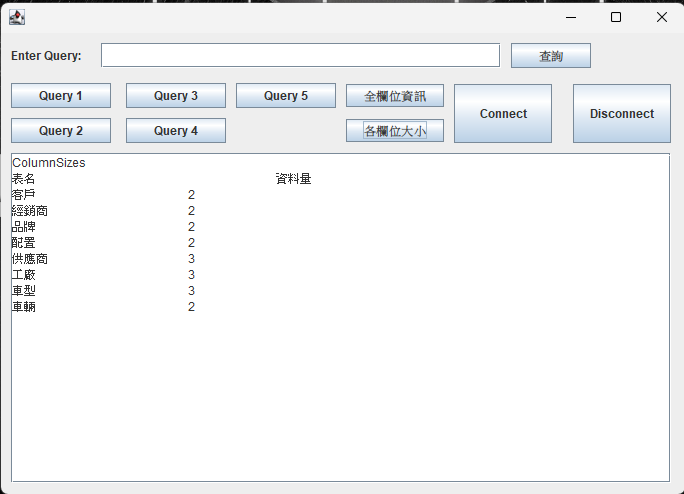 Enter Query: 查詢
Query 1 Query 3 Query 5 全欄位資訊 Connect Disconnect
Query 2 Query 4 各欄位大小
ColumnSizes
表名 資料量
客戶 2
經銷商 2
品牌 2
配置 2
供應商 3
工廠 3
車型 3
車輛 2